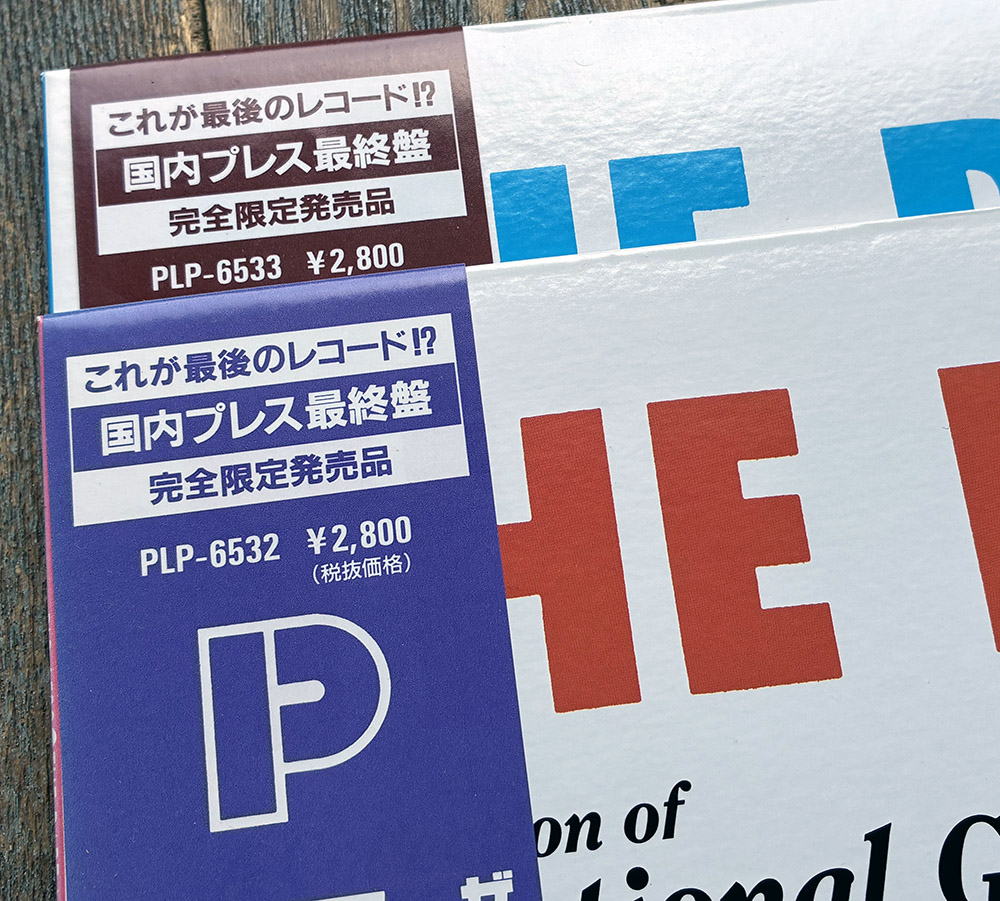 これが最後のレコード!?
国内プレス最終盤
完全限定発売品
PLP-6533 ¥2,800
これが最後のレコード!?
国内プレス最終盤
完全限定発売品
PLP-6532 ¥2,800
(税抜価格)
P
HE
on of